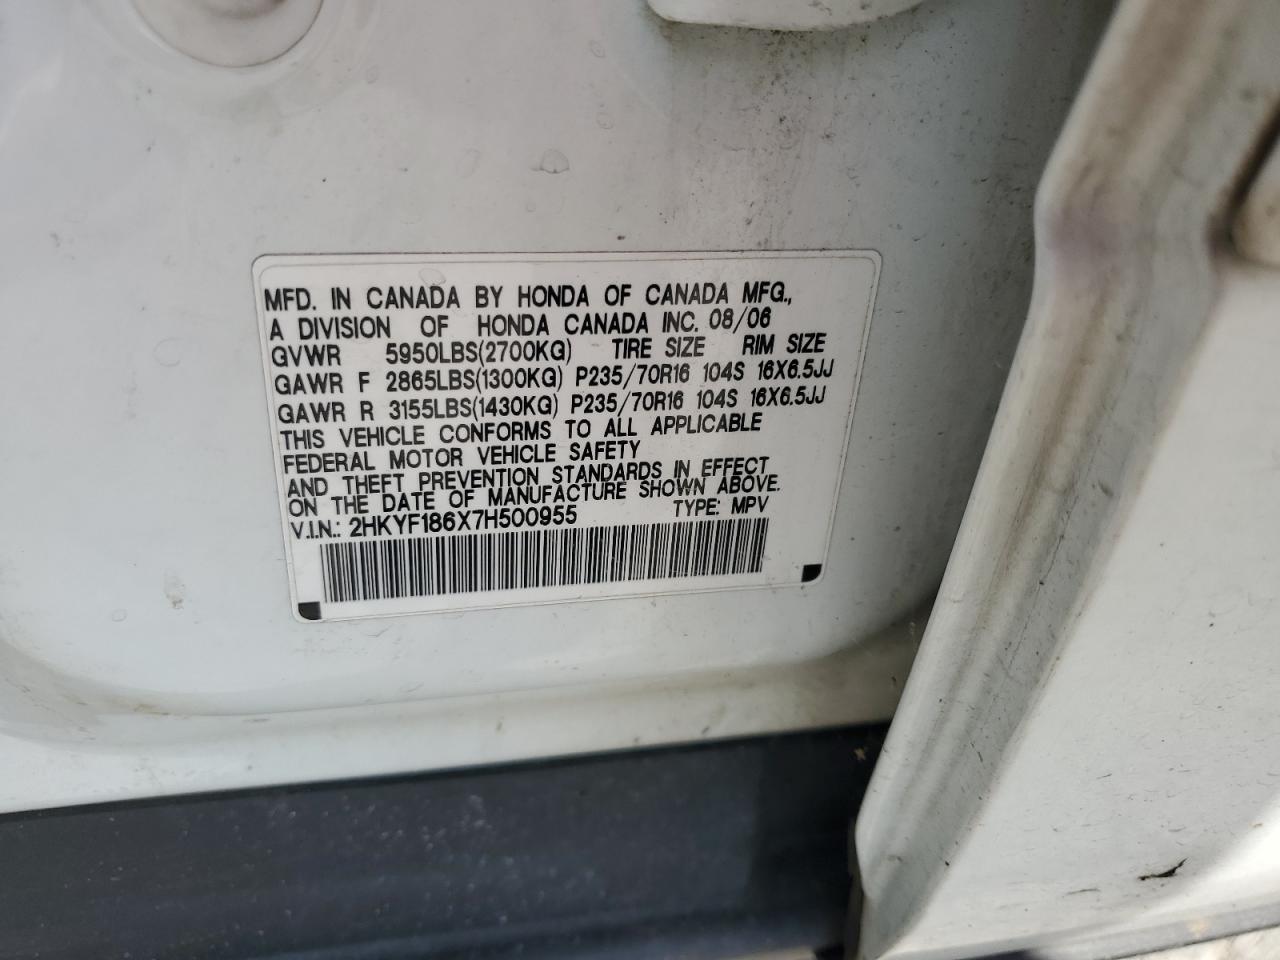 MFD. IN CANADA BY HONDA OF CANADA MFG.,
A DIVISION OF HONDA CANADA INC. 08/06
GVWR 5950LBS(2700KG) TIRE SIZE RIM SIZE
GAWR F 2865LBS(1300KG) P235/70R16 104S 16X6.5JJ
GAWR R 3155LBS(1430KG) P235/70R16 104S 16X6.5JJ
THIS VEHICLE CONFORMS TO ALL APPLICABLE
FEDERAL MOTOR VEHICLE SAFETY
AND THEFT PREVENTION STANDARDS IN EFFECT
ON THE DATE OF MANUFACTURE SHOWN ABOVE.
V.I.N.: 2HKYF186X7H500955 TYPE: MPV